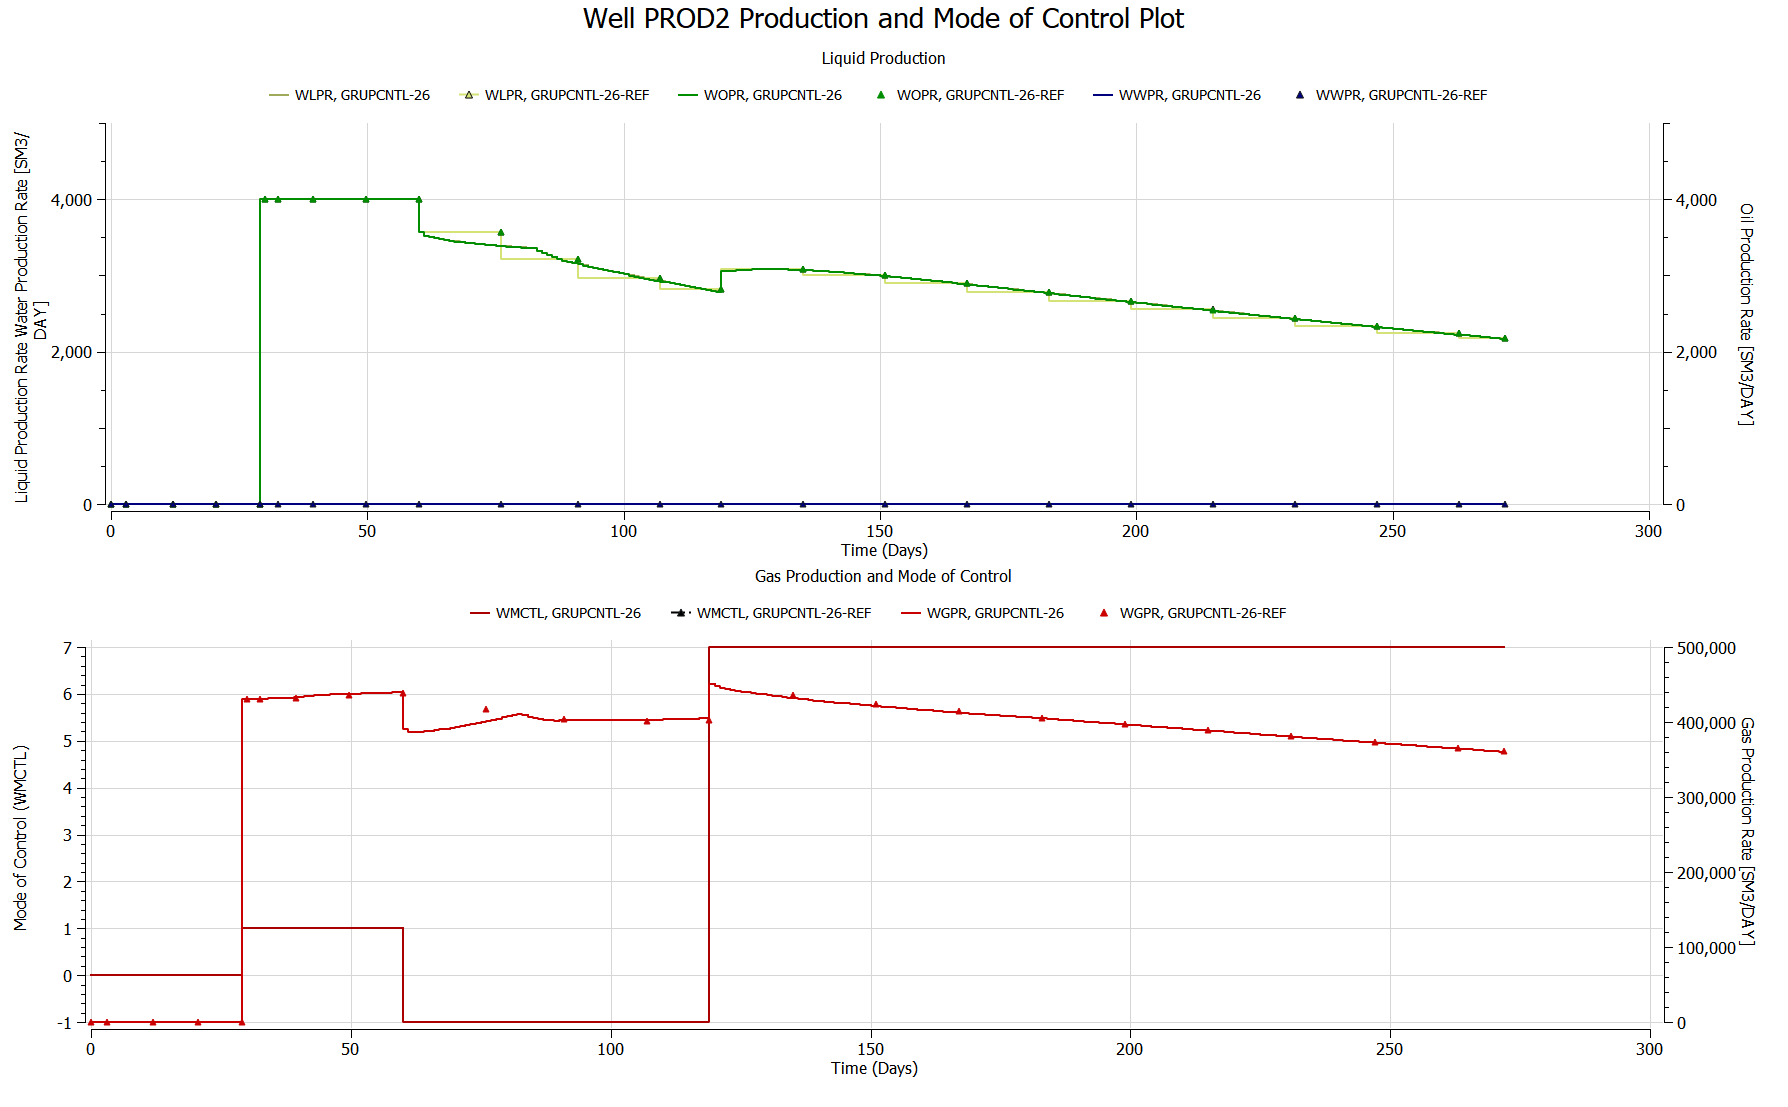 Well PROD2 Production and Mode of Control Plot
Liquid Production
WLPR, GRUPCNTL-26 WLPR, GRUPCNTL-26-REF WOPR, GRUPCNTL-26 WOPR, GRUPCNTL-26-REF WWPR, GRUPCNTL-26 WWPR, GRUPCNTL-26-REF
Liquid Production Rate Water Production Rate [SM3/
DAY]
4,000
2,000
0
4,000
2,000
0
Oil Production Rate [SM3/DAY]
0 50 100 150 200 250 300
Time (Days)
Gas Production and Mode of Control
WMCTL, GRUPCNTL-26 WMCTL, GRUPCNTL-26-REF WGPR, GRUPCNTL-26 WGPR, GRUPCNTL-26-REF
Mode of Control (WMCTL)
7
6
5
4
3
2
1
0
-1
500,000
400,000
300,000
200,000
100,000
0
Gas Production Rate [SM3/DAY]
0 50 100 150 200 250 300
Time (Days)